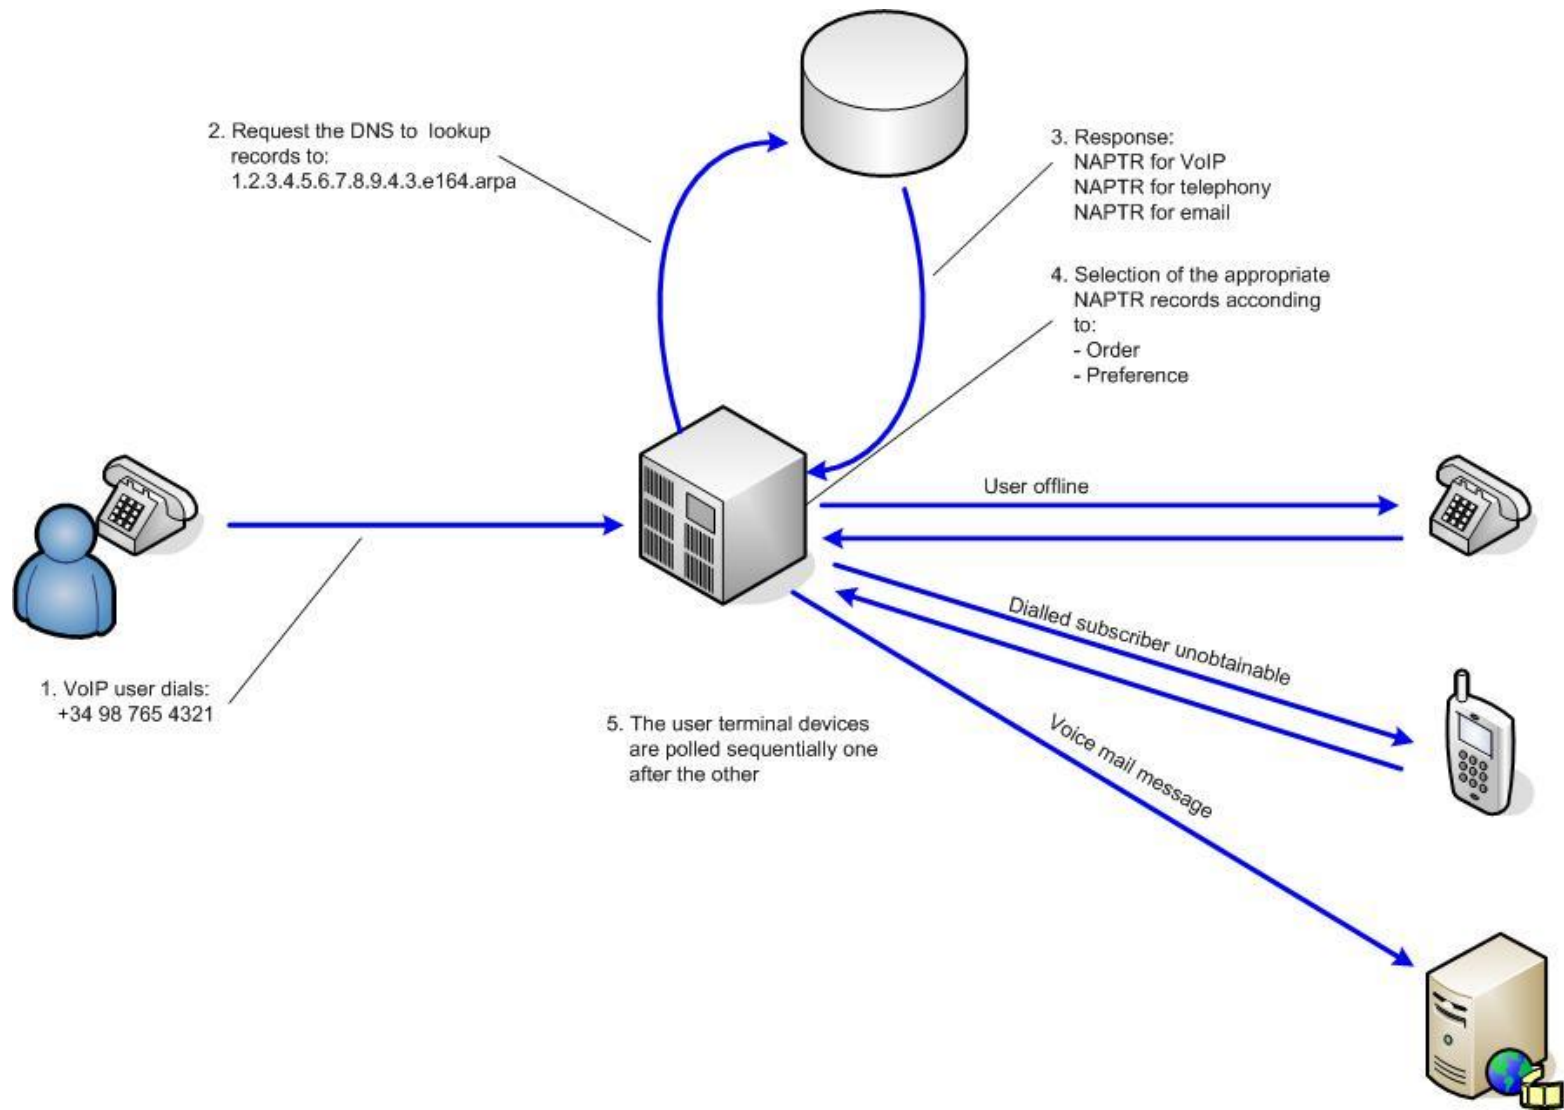 2. Request the DNS to lookup
records to:
1.2.3.4.5.6.7.8.9.4.3.e164.arpa
3. Response:
NAPTR for VoIP
NAPTR for telephony
NAPTR for email
4. Selection of the appropriate
NAPTR records acconding
to:
- Order
- Preference
User offline
Dialled subscriber unobtainable
Voice mail message
1. VoIP user dials:
+34 98 765 4321
5. The user terminal devices
are polled sequentially one
after the other